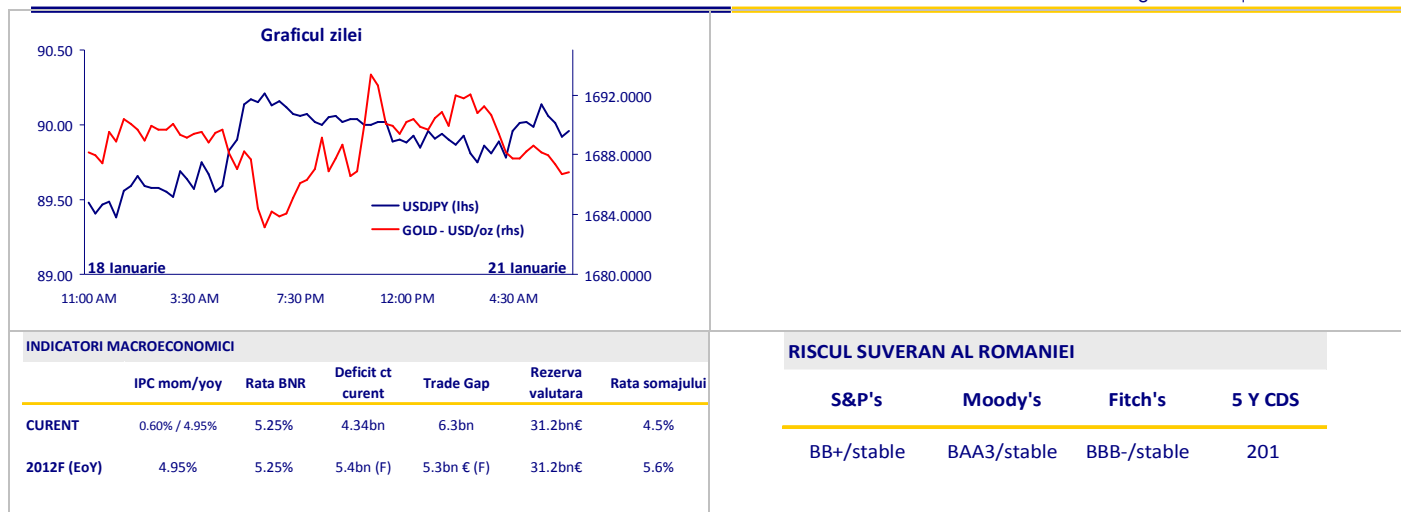 Graficul zilei
90.50
90.00
89.50
89.00
1692.0000
1688.0000
1684.0000
1680.0000
USDJPY (lhs)
GOLD - USD/oz (rhs)
18 Ianuarie
21 Ianuarie
11:00 AM 3:30 AM 7:30 PM 12:00 PM 4:30 AM
INDICATORI MACROECONOMICI
IPC mom/yoy Rata BNR Deficit ct curent Trade Gap Rezerva valutara Rata somajului
CURENT 0.60% / 4.95% 5.25% 4.34bn 6.3bn 31.2bn€ 4.5%
2012F (EoY) 4.95% 5.25% 5.4bn (F) 5.3bn € (F) 31.2bn€ 5.6%
RISCUL SUVERAN AL ROMANIEI
S&P's Moody's Fitch's 5 Y CDS
BB+/stable BAA3/stable BBB-/stable 201